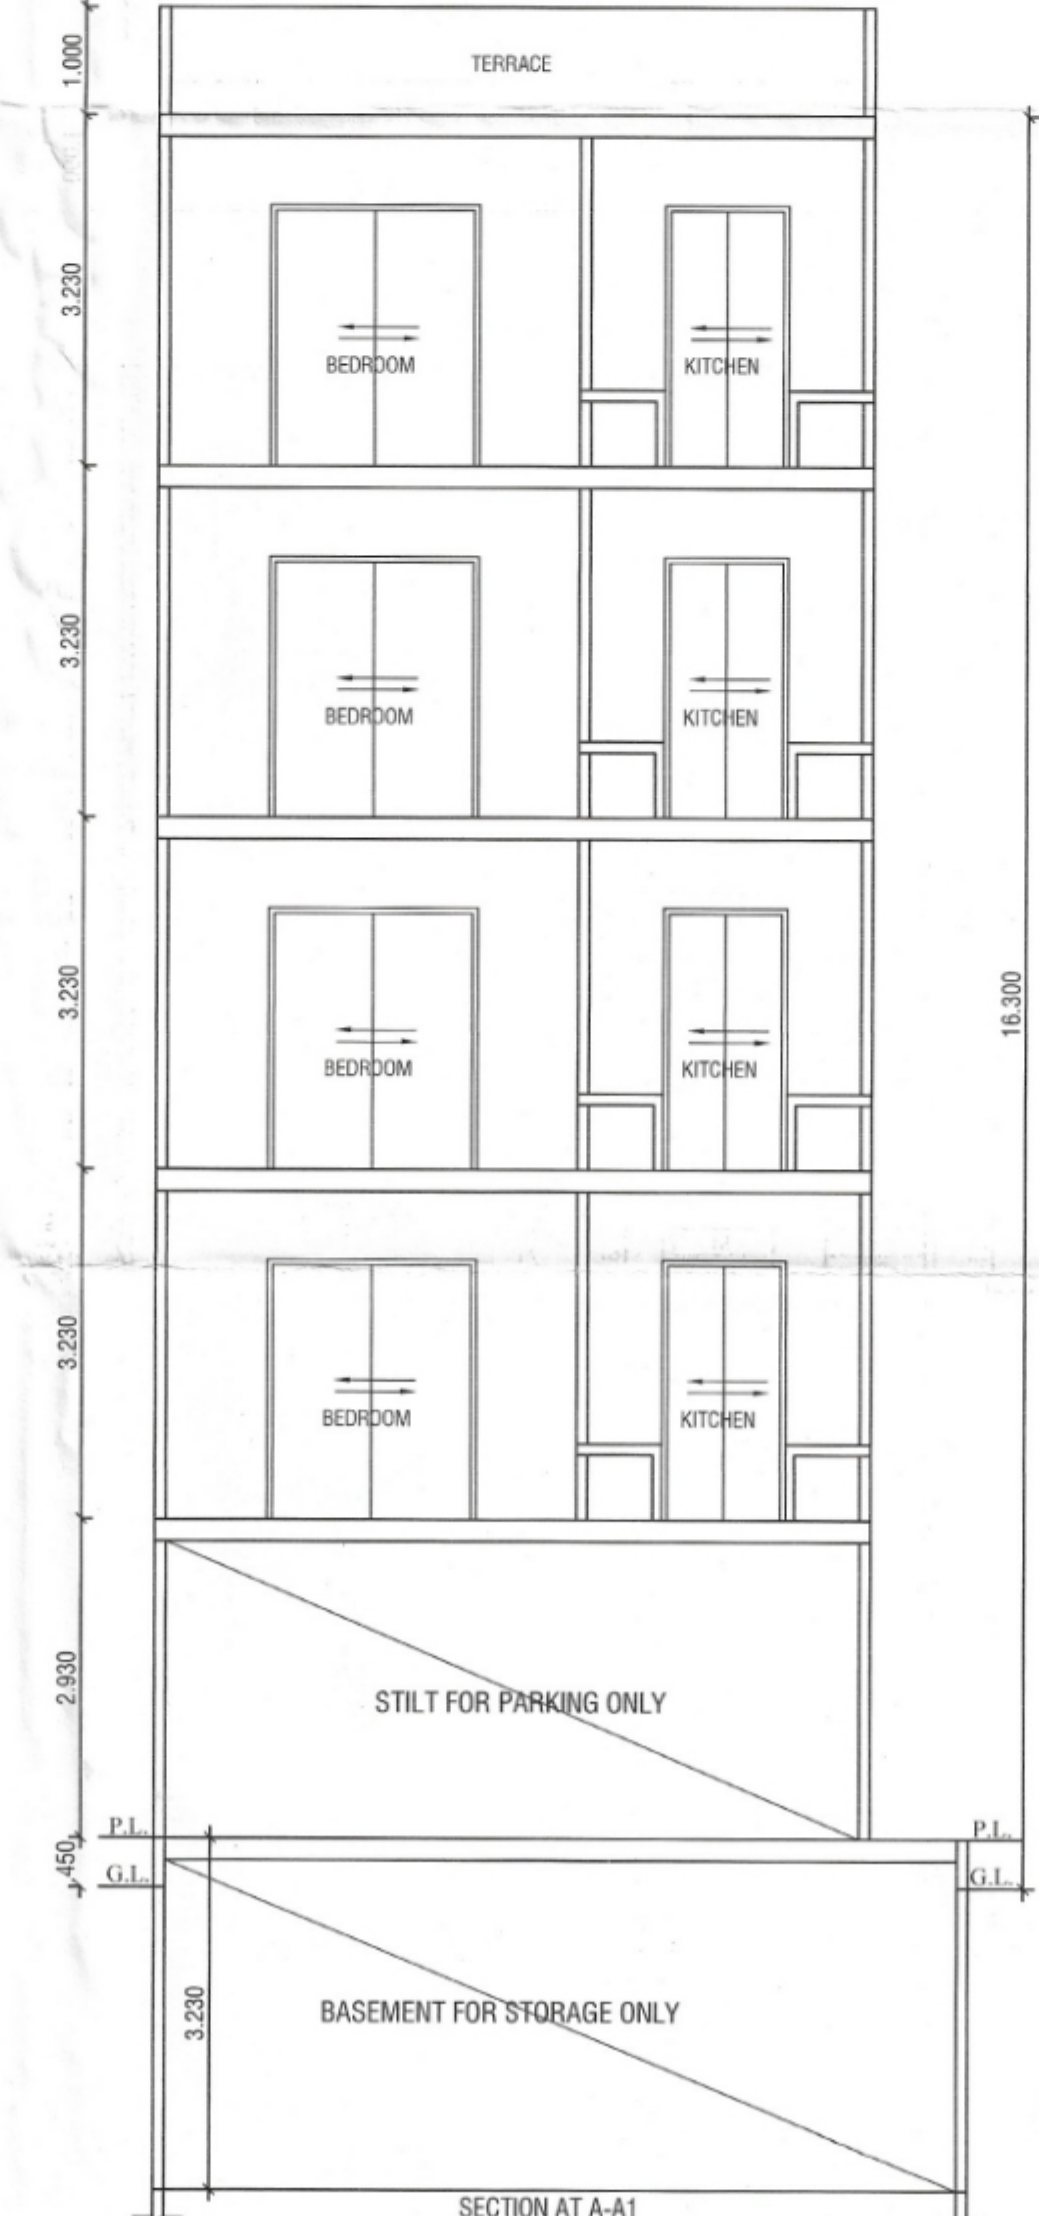 1.000
TERRACE
3.230
BEDROOM
KITCHEN
3.230
BEDROOM
KITCHEN
3.230
BEDROOM
KITCHEN
16.300
3.230
BEDROOM
KITCHEN
2.930
STILT FOR PARKING ONLY
P.L.
P.L.
.450
G.L.
G.L.
3.230
BASEMENT FOR STORAGE ONLY
SECTION AT A-A1